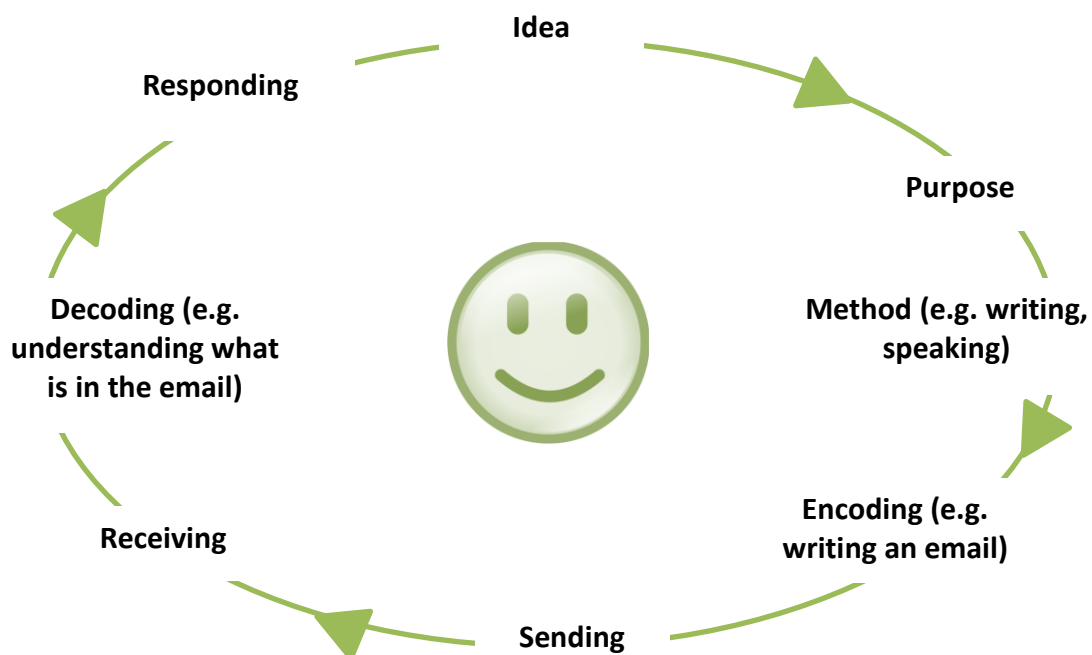 Idea
Purpose
Method (e.g. writing,
speaking)
Encoding (e.g.
writing an email)
Sending
Receiving
Decoding (e.g.
understanding what
is in the email)
Responding